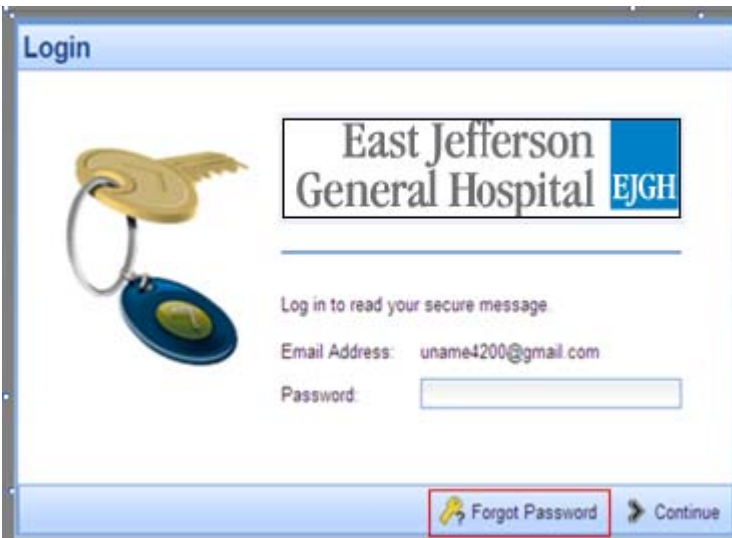 Login
East Jefferson
General Hospital EJGH
Log in to read your secure message.
Email Address: uname4200@gmail.com
Password:
Forgot Password Continue